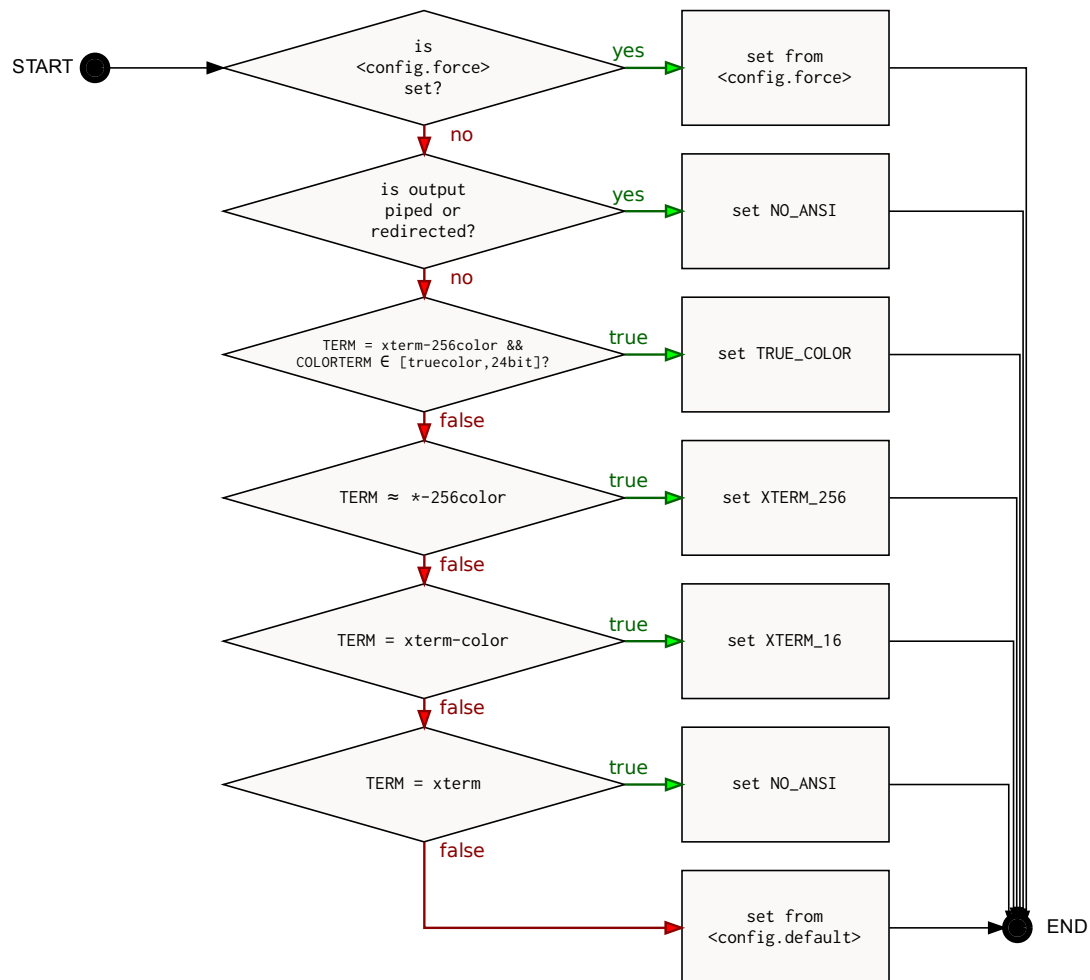 START
is
<config.force>
set?
yes
set from
<config.force>
no
is output
piped or
redirected?
yes
set NO_ANSI
no
TERM = xterm-256color &&
COLORTERM ∈ [truecolor,24bit]?
true
set TRUE_COLOR
false
TERM ≈ *-256color
true
set XTERM_256
false
TERM = xterm-color
true
set XTERM_16
false
TERM = xterm
true
set NO_ANSI
false
set from
<config.default>
END